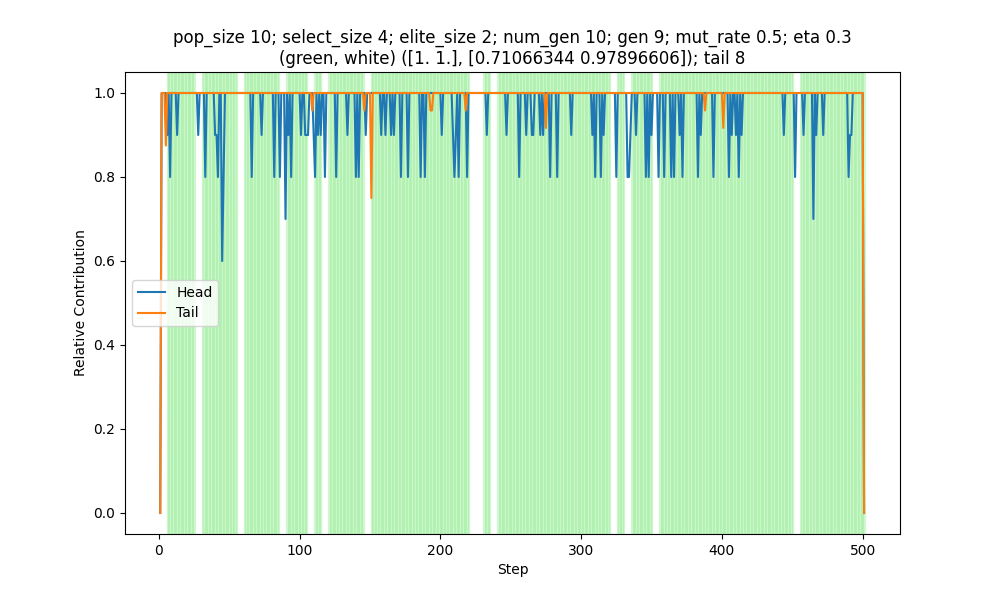 pop_size 10; select_size 4; elite_size 2; num_gen 10; gen 9; mut_rate 0.5; eta 0.3
(green, white) ([1. 1.], [0.71066344 0.97896606]); tail 8
1.0
0.8
0.6
0.4
0.2
0.0
Relative Contribution
Head
Tail
0
100
200
300
400
500
Step